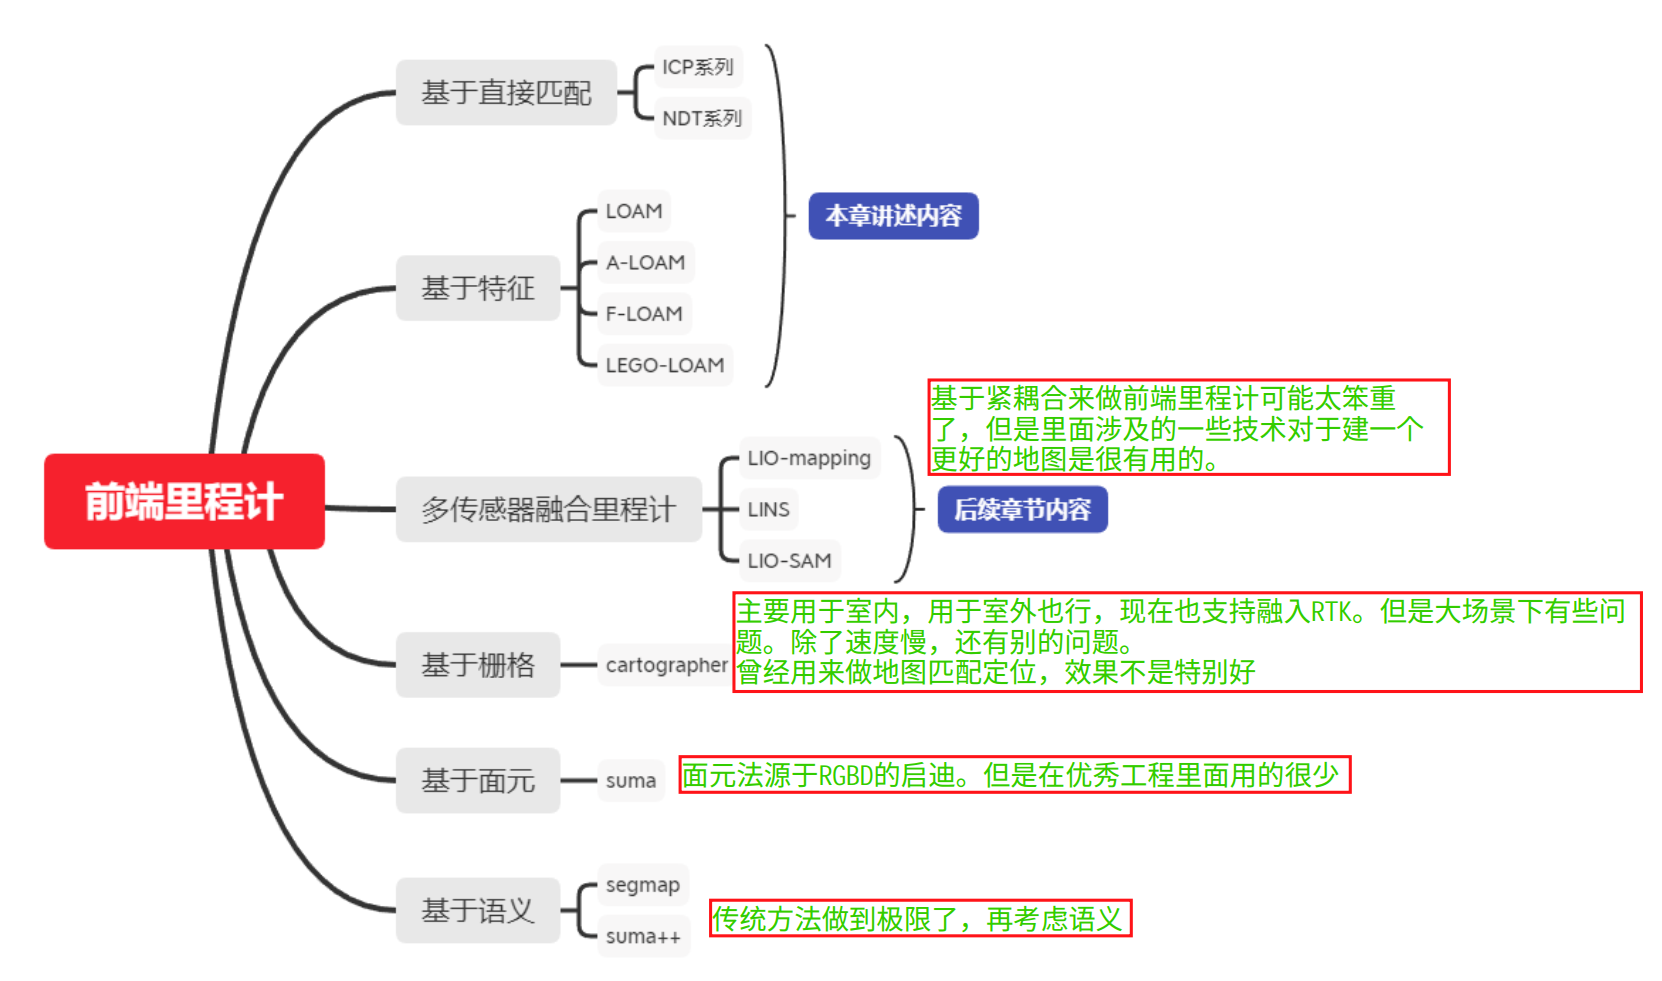 前端里程计
基于直接匹配
ICP系列
NDT系列
基于特征
LOAM
A-LOAM
F-LOAM
LEGO-LOAM
本章讲述内容
多传感器融合里程计
LIO-mapping
LINS
LIO-SAM
基于紧耦合来做前端里程计可能太笨重
了，但是里面涉及的一些技术对于建一个
更好的地图是很有用的。
后续章节内容
基于栅格
cartographer
主要用于室内，用于室外也行，现在也支持融入RTK。但是大场景下有些问
题。除了速度慢，还有别的问题。
曾经用来做地图匹配定位，效果不是特别好
基于面元
suma
面元法源于RGBD的启迪。但是在优秀工程里面用的很少
基于语义
segmap
suma++
传统方法做到极限了，再考虑语义